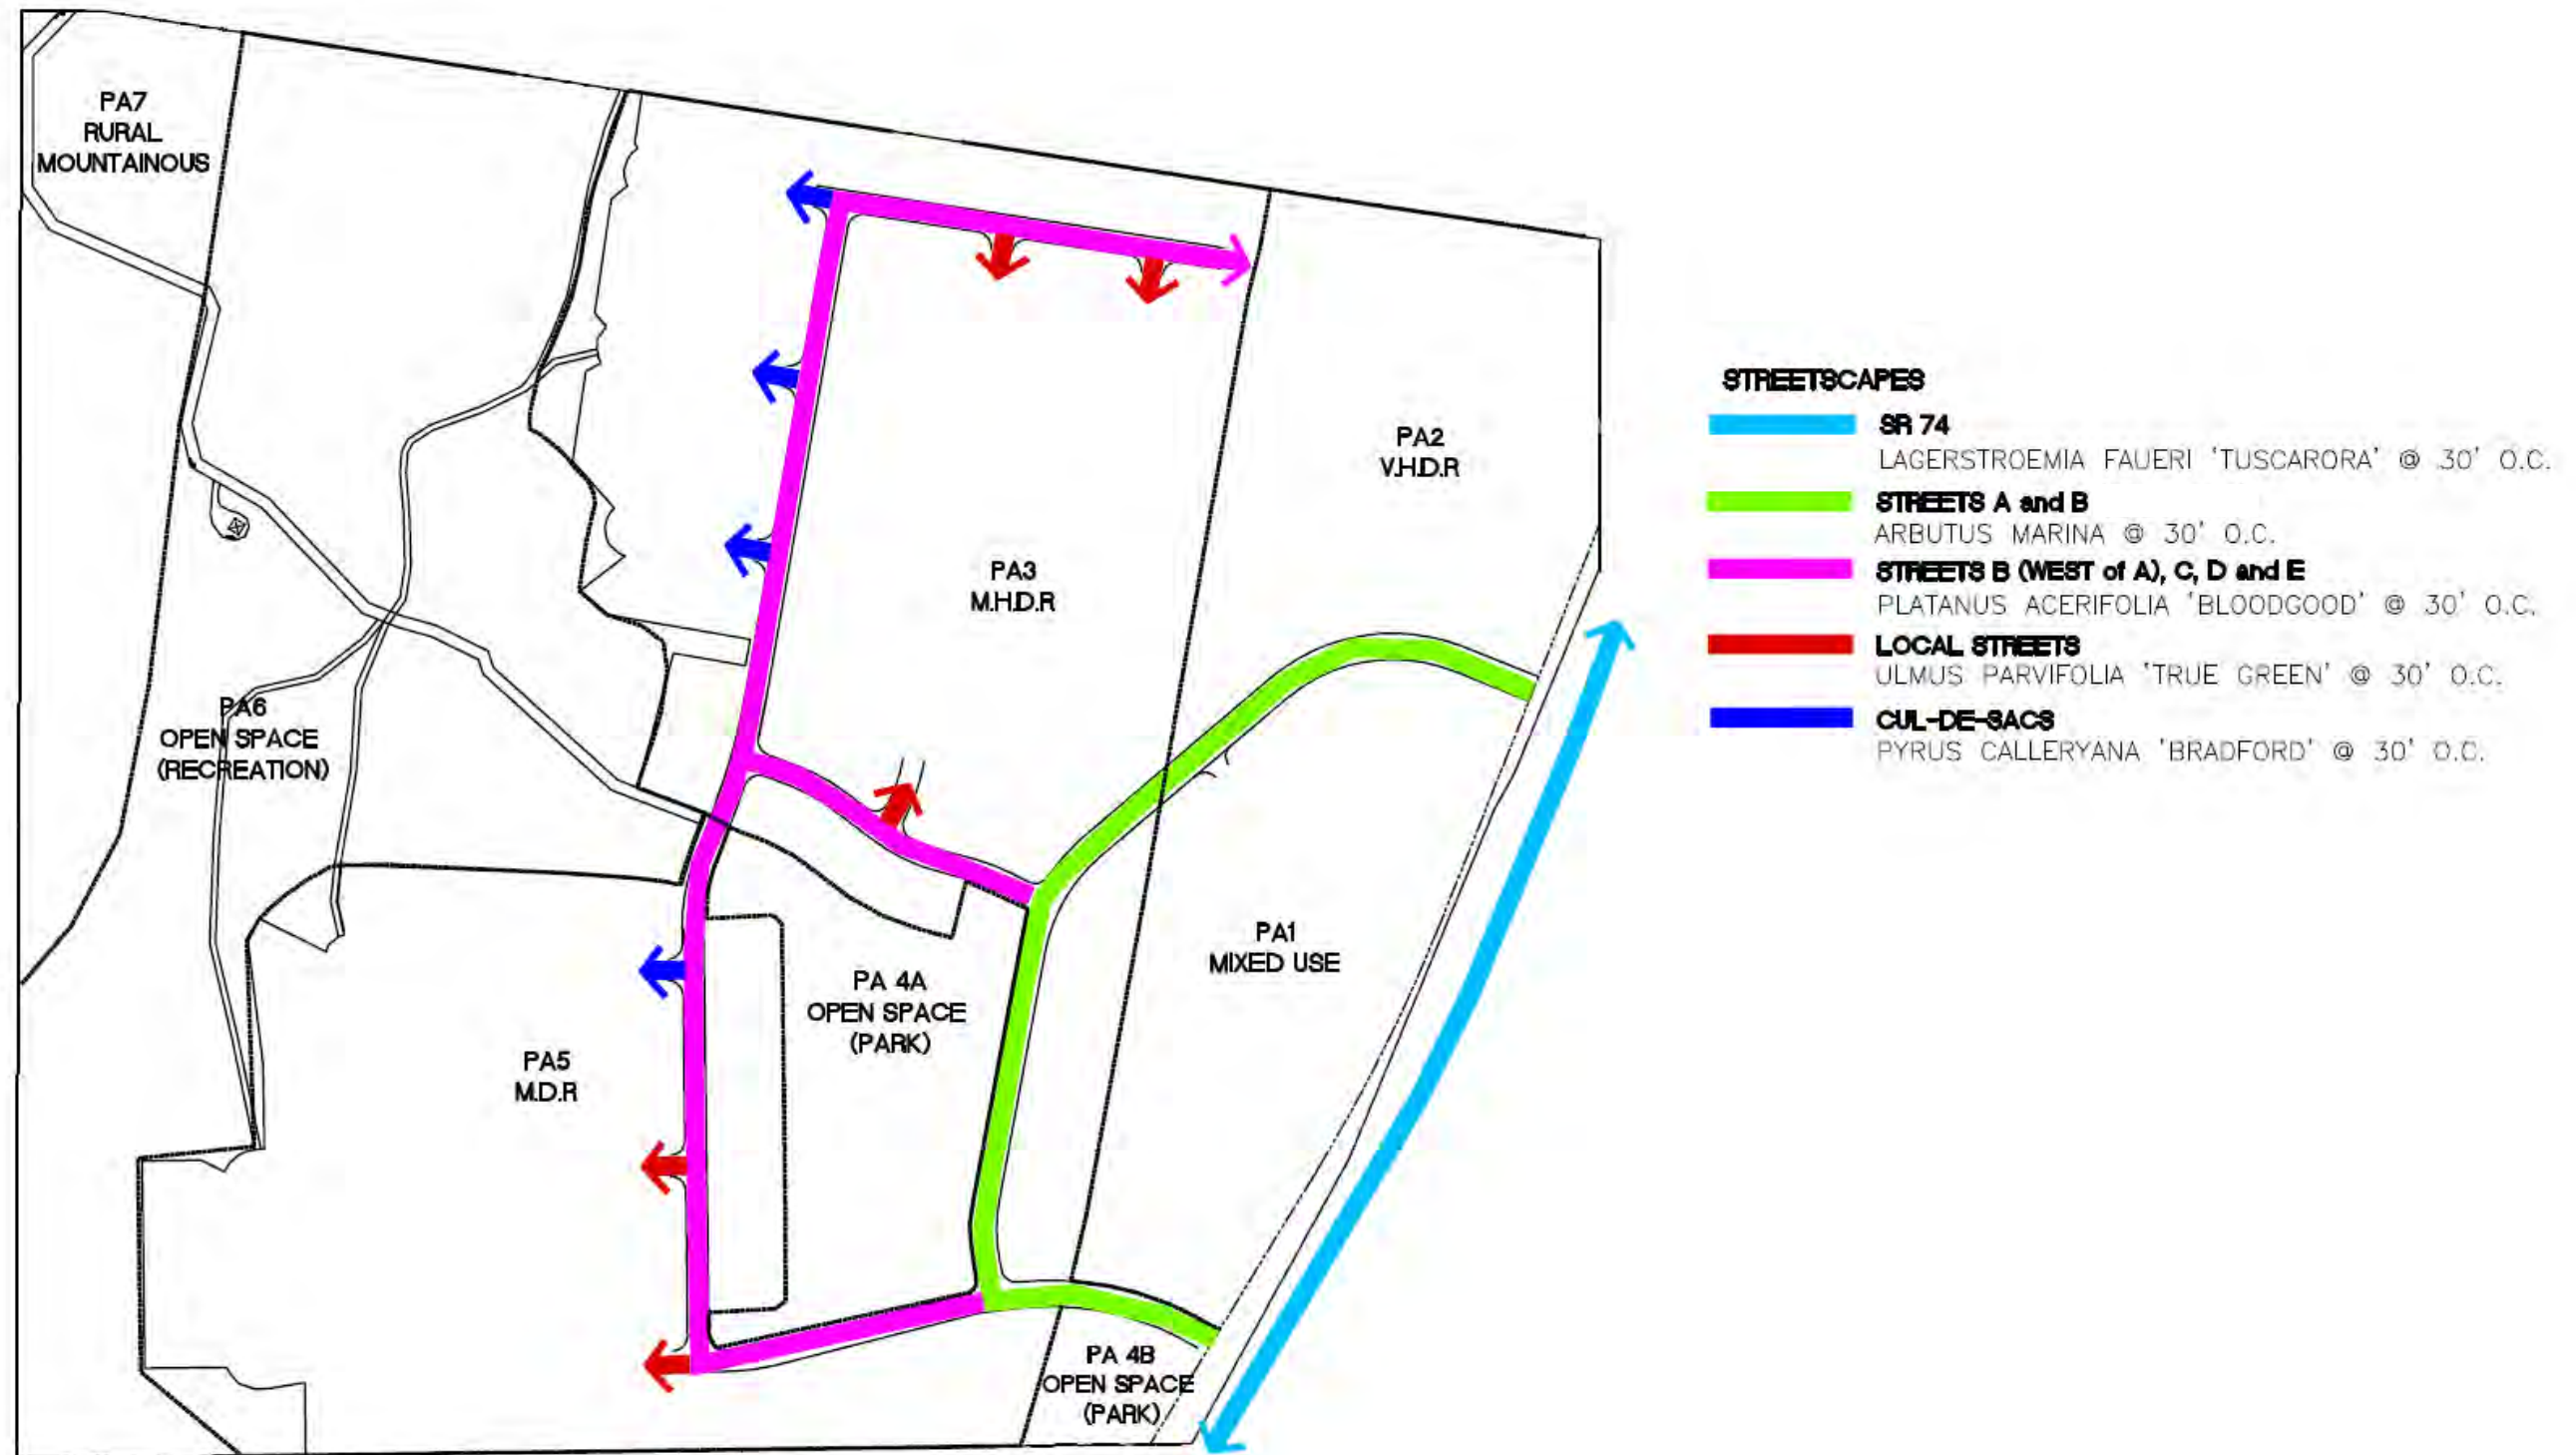 PA7
RURAL
MOUNTAINOUS
PA2
V.H.D.R
PA3
M.H.D.R
PA6
OPEN SPACE
(RECREATION)
PA1
MIXED USE
PA 4A
OPEN SPACE
(PARK)
PA5
M.D.R
PA 4B
OPEN SPACE
(PARK)
STREETSCAPES
SR 74
LAGERSTROEMIA FAUERI 'TUSCARORA' @ 30' O.C.
STREETS A and B
ARBUTUS MARINA @ 30' O.C.
STREETS B (WEST of A), C, D and E
PLATANUS ACERIFOLIA 'BLOODGOOD' @ 30' O.C.
LOCAL STREETS
ULMUS PARVIFOLIA 'TRUE GREEN' @ 30' O.C.
CUL-DE-SACS
PYRUS CALLERYANA 'BRADFORD' @ 30' O.C.